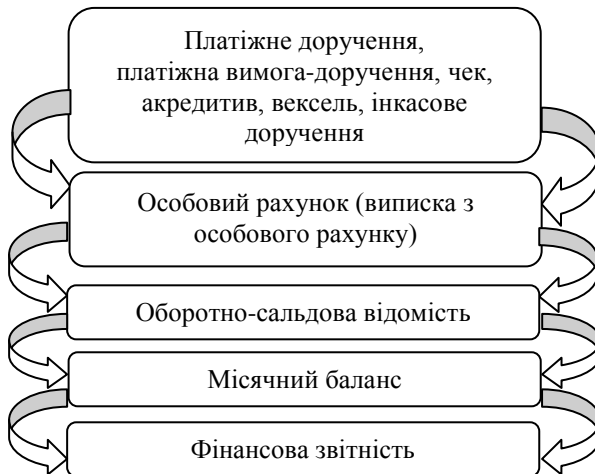 Платіжне доручення,
платіжна вимога-доручення, чек,
акредитив, вексель, інкасове
доручення
Особовий рахунок (виписка з
особового рахунку)
Оборотно-сальдова відомість
Місячний баланс
Фінансова звітність